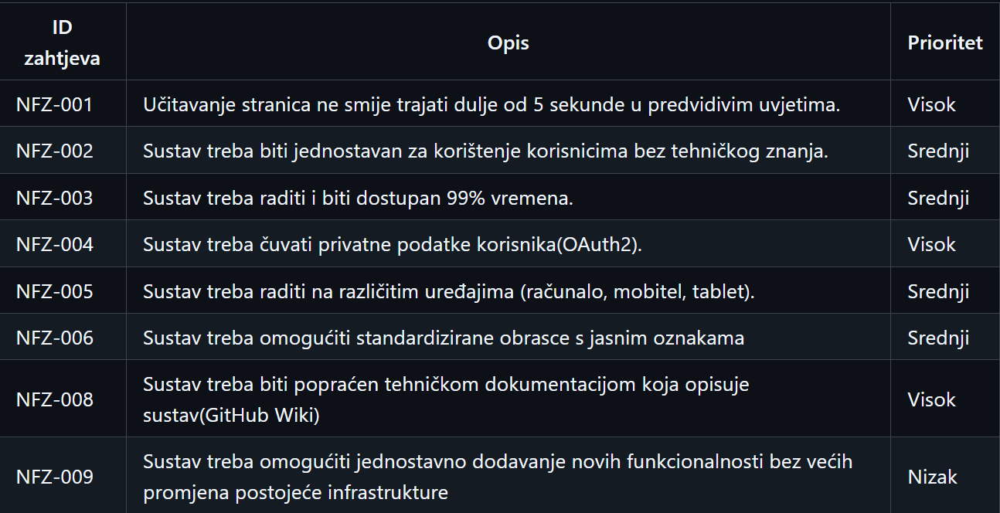 ID
zahtjeva
Opis
Prioritet
NFZ-001
Učitavanje stranica ne smije trajati dulje od 5 sekunde u predvidivim uvjetima.
Visok
NFZ-002
Sustav treba biti jednostavan za korištenje korisnicima bez tehničkog znanja.
Srednji
NFZ-003
Sustav treba raditi i biti dostupan 99% vremena.
Srednji
NFZ-004
Sustav treba čuvati privatne podatke korisnika(OAuth2).
Visok
NFZ-005
Sustav treba raditi na različitim uređajima (računalo, mobitel, tablet).
Srednji
NFZ-006
Sustav treba omogućiti standardizirane obrasce s jasnim oznakama
Srednji
NFZ-008
Sustav treba biti popraćen tehničkom dokumentacijom koja opisuje
sustav(GitHub Wiki)
Visok
NFZ-009
Sustav treba omogućiti jednostavno dodavanje novih funkcionalnosti bez većih
promjena postojeće infrastrukture
Nizak